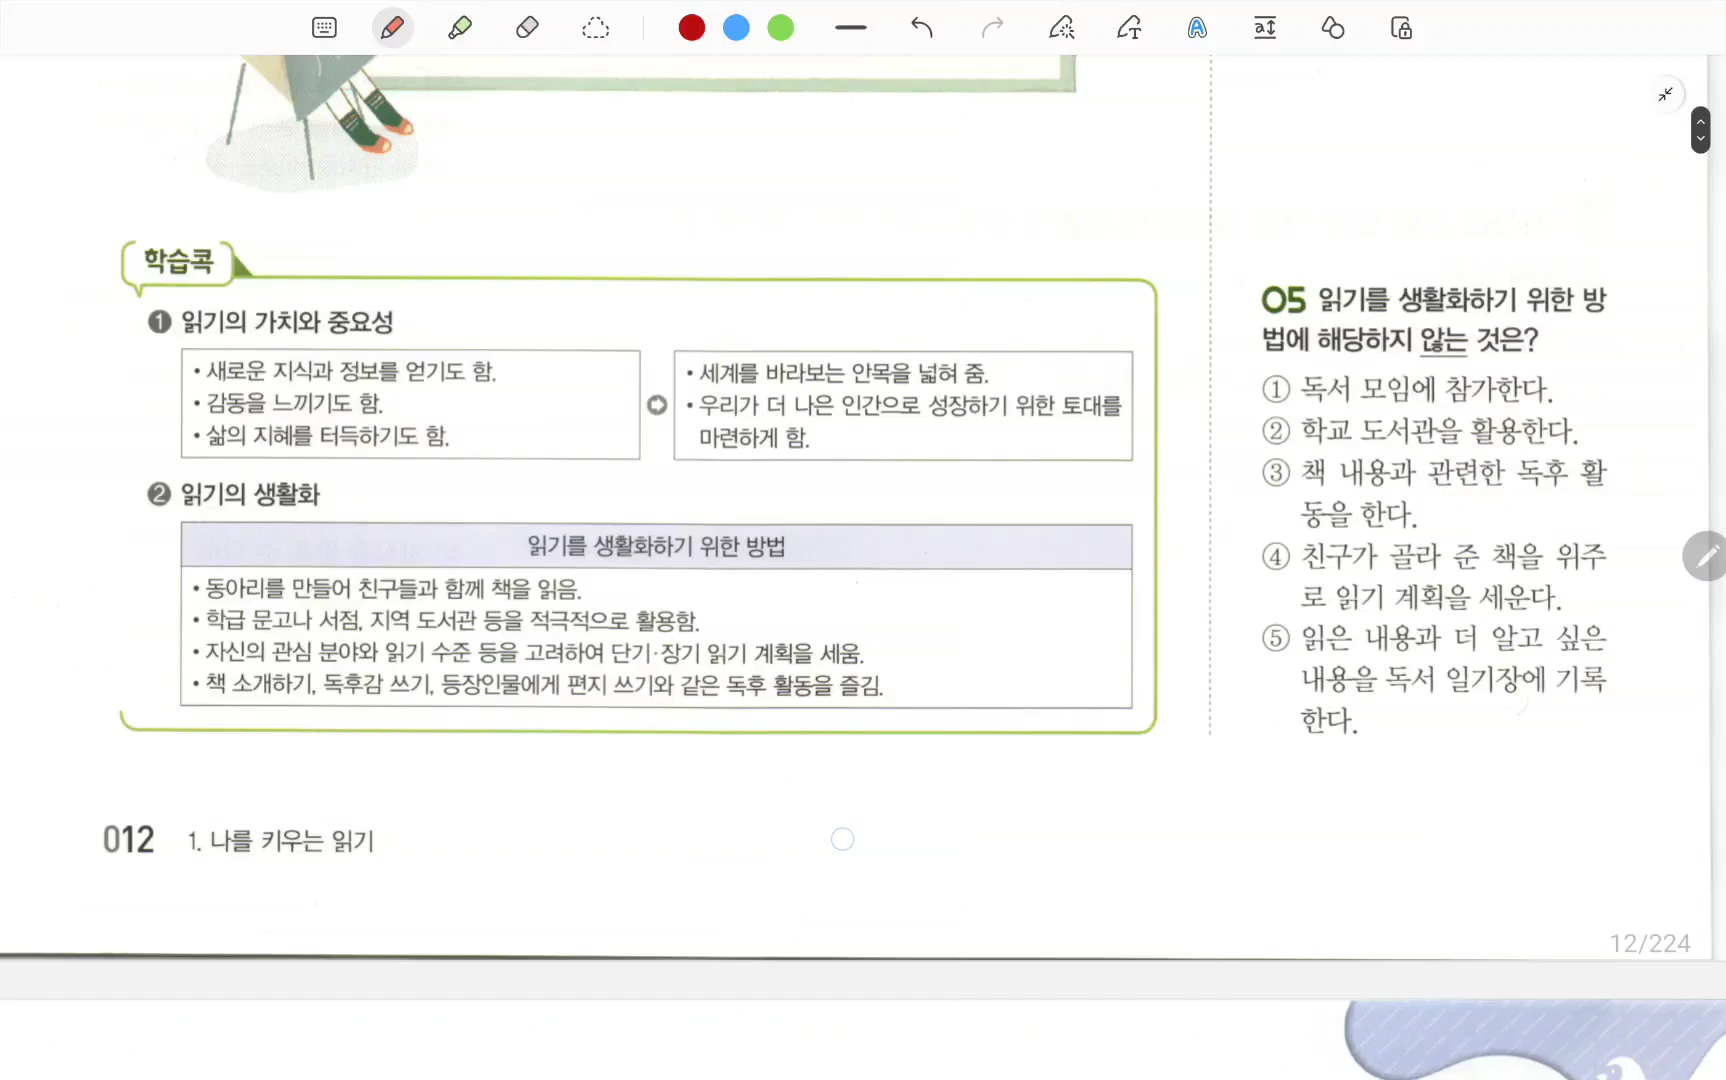 학습콕
1 읽기의 가치와 중요성
• 새로운 지식과 정보를 얻기도 함.
• 감동을 느끼기도 함.
• 삶의 지혜를 터득하기도 함.
• 세계를 바라보는 안목을 넓혀 줌.
• 우리가 더 나은 인간으로 성장하기 위한 토대를
마련하게 함.
2 읽기의 생활화
읽기를 생활화하기 위한 방법
• 동아리를 만들어 친구들과 함께 책을 읽음.
• 학급 문고나 서점, 지역 도서관 등을 적극적으로 활용함.
• 자신의 관심 분야와 읽기 수준 등을 고려하여 단기·장기 읽기 계획을 세움.
• 책 소개하기, 독후감 쓰기, 등장인물에게 편지 쓰기와 같은 독후 활동을 즐김.
05 읽기를 생활화하기 위한 방
법에 해당하지 않는 것은?
① 독서 모임에 참가한다.
② 학교 도서관을 활용한다.
③ 책 내용과 관련한 독후 활
동을 한다.
④ 친구가 골라 준 책을 위주
로 읽기 계획을 세운다.
⑤ 읽은 내용과 더 알고 싶은
내용을 독서 일기장에 기록
한다.
012 1. 나를 키우는 읽기
12/224